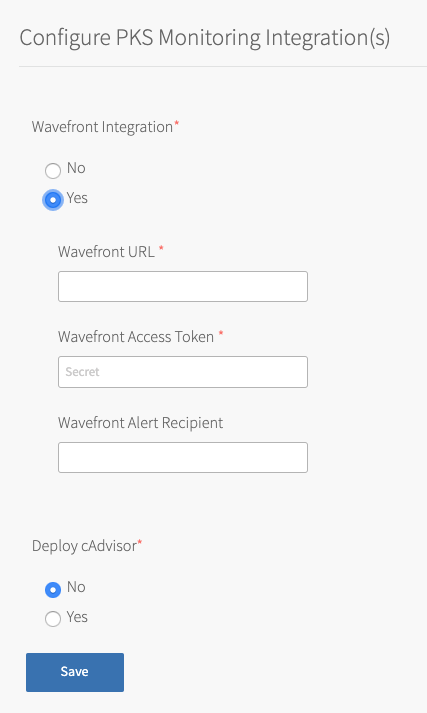 Configure PKS Monitoring Integration(s)
Wavefront Integration*
No
Yes
Wavefront URL *
Wavefront Access Token *
Secret
Wavefront Alert Recipient
Deploy cAdvisor*
No
Yes
Save